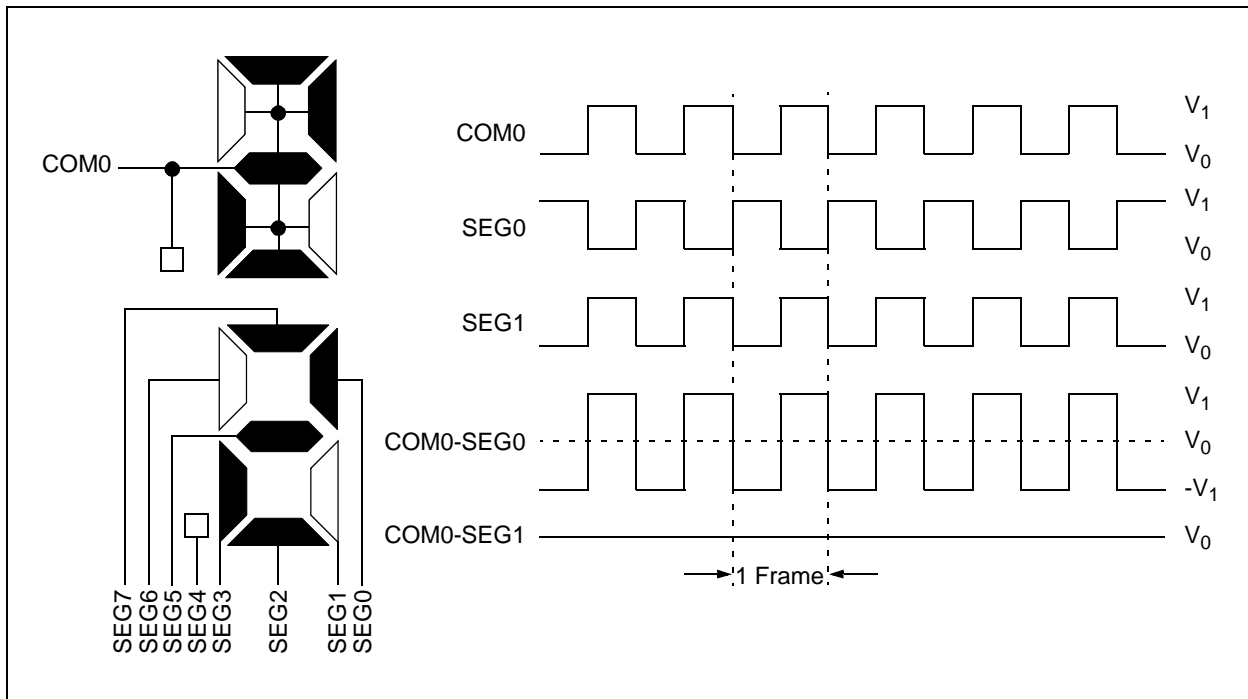 COM0
COM0
V1
V0
SEG0
V1
V0
SEG1
V1
V0
COM0-SEG0
V1
V0
-V1
COM0-SEG1
V0
1 Frame
SEG7
SEG6
SEG5
SEG4
SEG3
SEG2
SEG1
SEG0